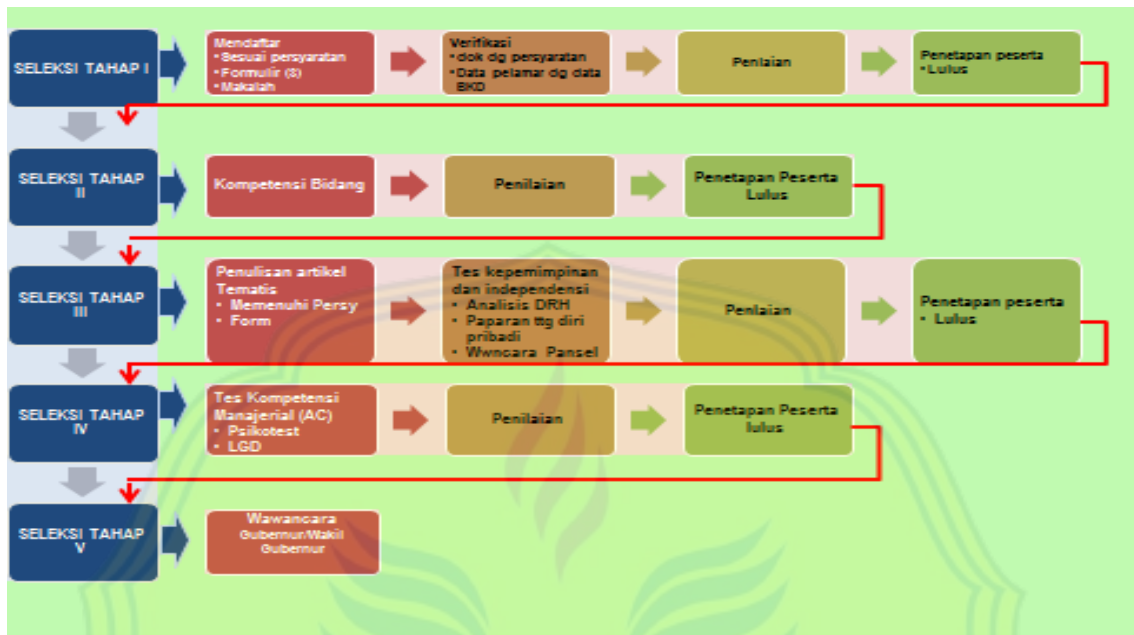 SELEKSI TAHAP I
Mendaftar
• Sesuai persyaratan
• Formulir (8)
• Makalah
Verifikasi
• dok dg persyaratan
• Data pelamar dg data
BKD
Penlaian
Penetapan peserta
• Lulus
SELEKSI TAHAP
II
Kompetensi Bidang
Penilaian
Penetapan Peserta
Lulus
SELEKSI TAHAP
III
Penulisan artikel
Tematis
• Memenuhi Persy
• Form
Tes kepemimpinan
dan independensi
• Analisis DRH
• Paparan ttg diri
pribadi
• Wwncara Pansel
Penlaian
Penetapan peserta
• Lulus
SELEKSI TAHAP
IV
Tes Kompetensi
Manajerial (AC)
• Psikotest
• LGD
Penilaian
Penetapan Peserta
lulus
SELEKSI TAHAP
V
Wawancara
Gubernur/Wakil
Gubernur